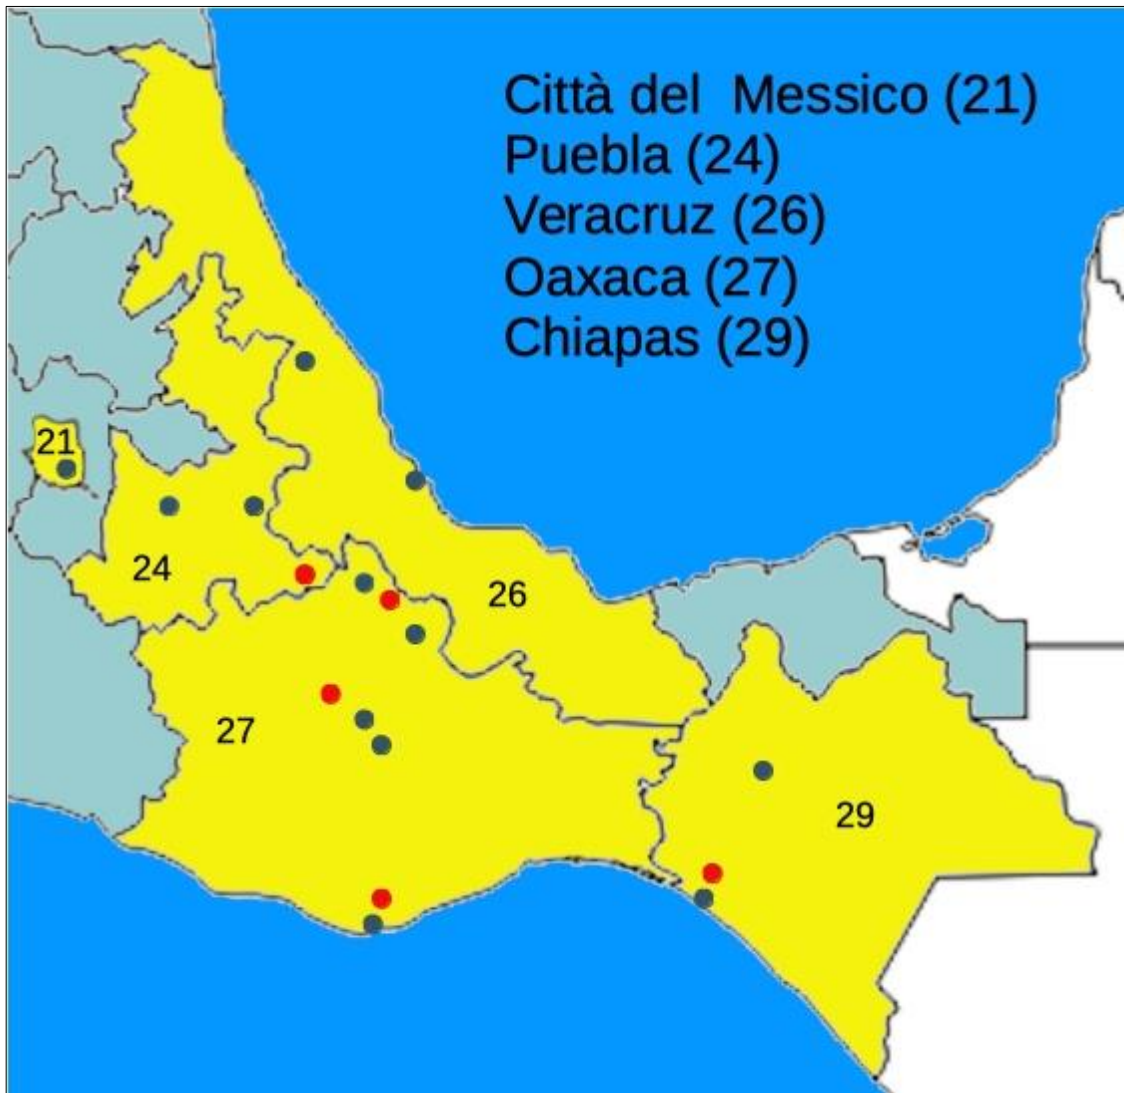 Città del  Messico (21)
Puebla (24)
Veracruz (26)
Oaxaca (27)
Chiapas (29)
21
24
26
27
29